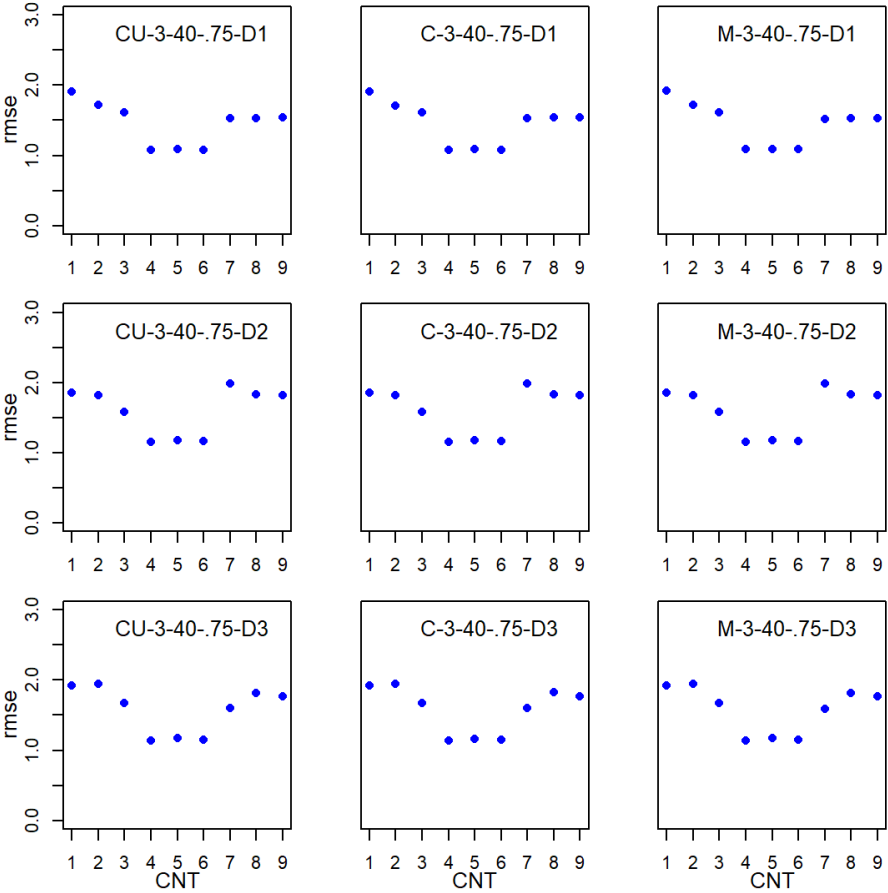 CU-3-40-.75-D1
C-3-40-.75-D1
M-3-40-.75-D1
rmse
3.0
2.0
1.0
0.0
1 2 3 4 5 6 7 8 9
1 2 3 4 5 6 7 8 9
1 2 3 4 5 6 7 8 9
CU-3-40-.75-D2
C-3-40-.75-D2
M-3-40-.75-D2
rmse
3.0
2.0
1.0
0.0
1 2 3 4 5 6 7 8 9
1 2 3 4 5 6 7 8 9
1 2 3 4 5 6 7 8 9
CU-3-40-.75-D3
C-3-40-.75-D3
M-3-40-.75-D3
rmse
3.0
2.0
1.0
0.0
1 2 3 4 5 6 7 8 9
1 2 3 4 5 6 7 8 9
1 2 3 4 5 6 7 8 9
CNT
CNT
CNT